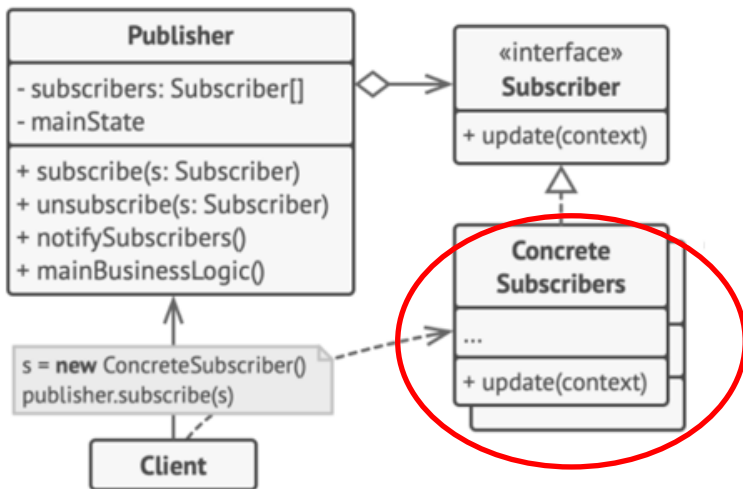 Publisher
- subscribers: Subscriber[]
- mainState
+ subscribe(s: Subscriber)
+ unsubscribe(s: Subscriber)
+ notifySubscribers()
+ mainBusinessLogic()
«interface»
Subscriber
+ update(context)
Concrete
Subscribers
...
+ update(context)
s = new ConcreteSubscriber()
publisher.subscribe(s)
Client